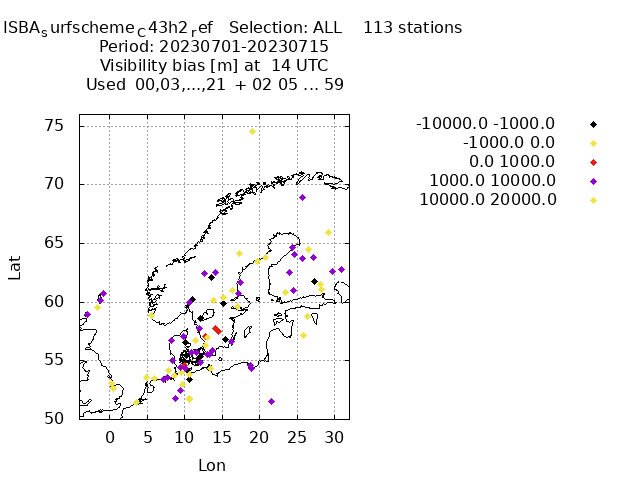 ISBA_surfscheme_C43h2_ref Selection: ALL 113 stations
Period: 20230701-20230715
Visibility bias [m] at 14 UTC
Used 00,03,...,21 + 02 05 ... 59
-10000.0 -1000.0
-1000.0 0.0
0.0 1000.0
1000.0 10000.0
10000.0 20000.0
75
70
65
60
55
50
Lat
0 5 10 15 20 25 30
Lon